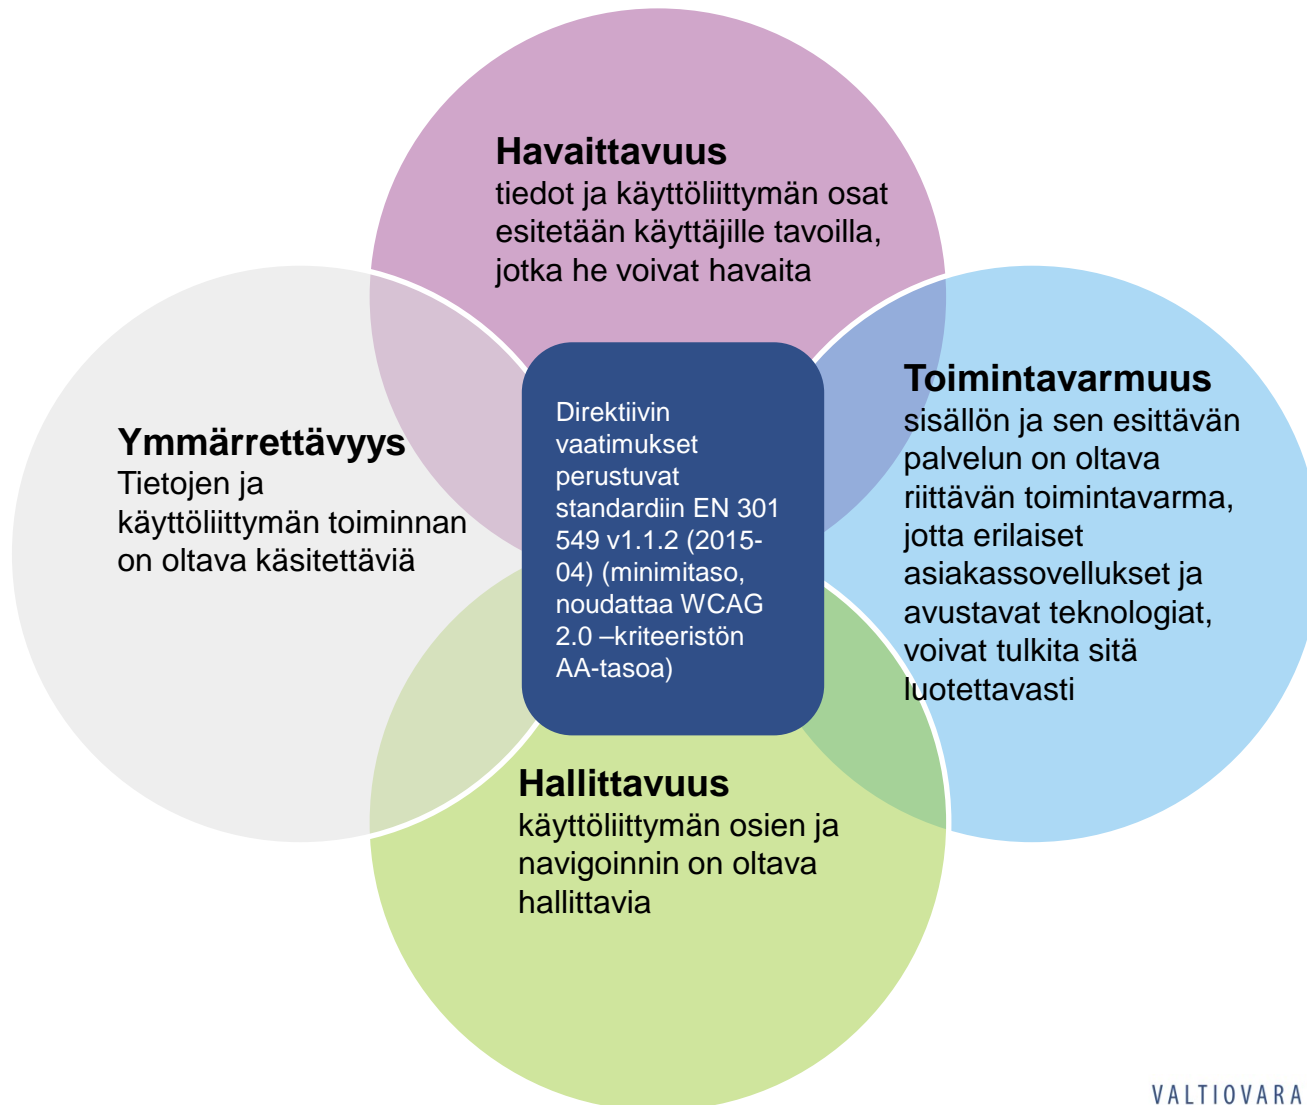 Havaittavuus
tiedot ja käyttöliittymän osat
esitetään käyttäjille tavoilla,
jotka he voivat havaita
Ymmärrettävyys
Tietojen ja
käyttöliittymän toiminnan
on oltava käsitettäviä
Direktiivin
vaatimukset
perustuvat
standardiin EN 301
549 v1.1.2 (2015-
04) (minimitaso,
noudattaa WCAG
2.0 –kriteeristön
AA-tasoa)
Toimintavarmuus
sisällön ja sen esittävän
palvelun on oltava
riittävän toimintavarma,
jotta erilaiset
asiakassovellukset ja
avustavat teknologiat,
voivat tulkita sitä
luotettavasti
Hallittavuus
käyttöliittymän osien ja
navigoinnin on oltava
hallittavia
VALTIOVARA